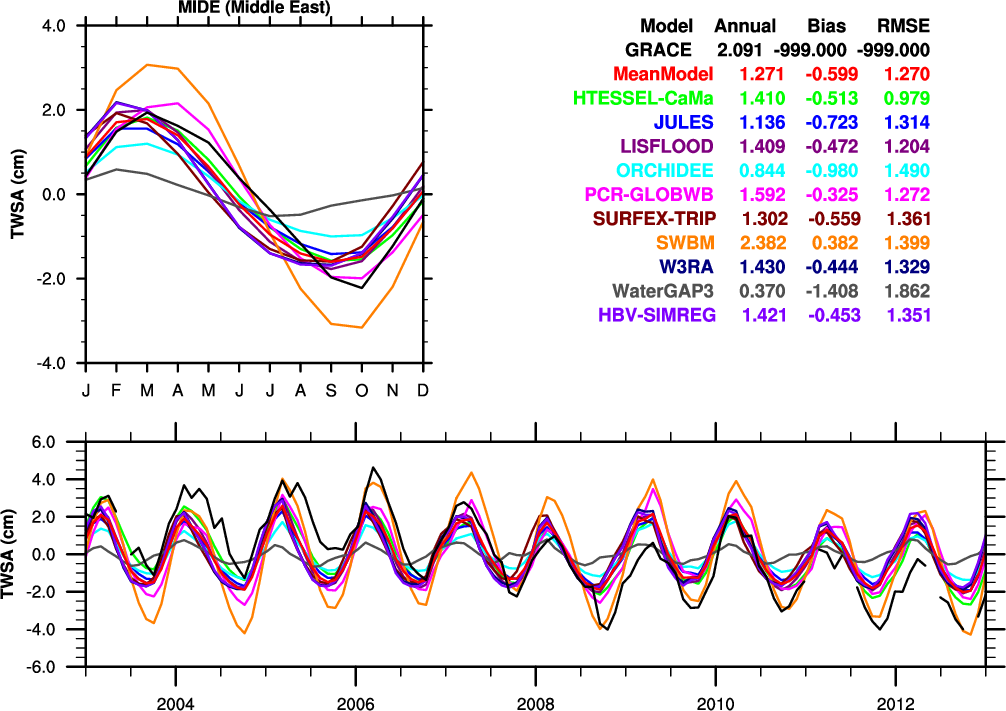 MIDE (Middle East)
4.0
2.0
0.0
-2.0
-4.0
TWSA (cm)
J F M A M J J A S O N D
Model Annual Bias RMSE
GRACE 2.091 -999.000 -999.000
MeanModel 1.271 -0.599 1.270
HTESSEL-CaMa 1.410 -0.513 0.979
JULES 1.136 -0.723 1.314
LISFLOOD 1.409 -0.472 1.204
ORCHIDEE 0.844 -0.980 1.490
PCR-GLOBWB 1.592 -0.325 1.272
SURFEX-TRIP 1.302 -0.559 1.361
SWBM 2.382 0.382 1.399
W3RA 1.430 -0.444 1.329
WaterGAP3 0.370 -1.408 1.862
HBV-SIMREG 1.421 -0.453 1.351
6.0
4.0
2.0
0.0
-2.0
-4.0
-6.0
TWSA (cm)
2004 2006 2008 2010 2012